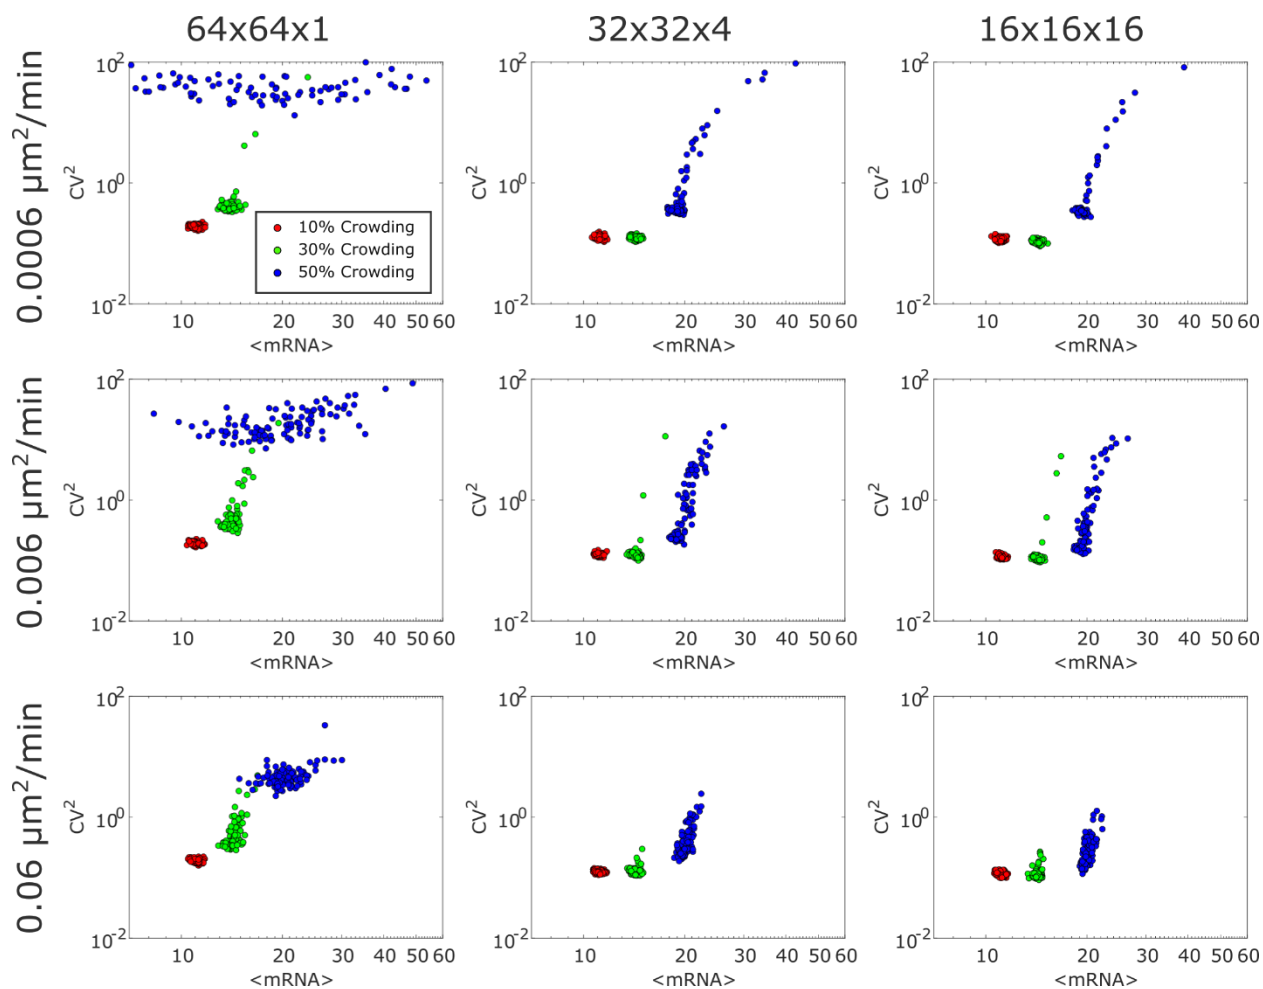 64x64x1 32x32x4 16x16x16
0.0006 µm²/min
CV² 10² 10⁰ 10⁻²
10% Crowding
30% Crowding
50% Crowding
10 20 30 40 50 60
<mRNA>
CV² 10² 10⁰ 10⁻²
10 20 30 40 50 60
<mRNA>
CV² 10² 10⁰ 10⁻²
10 20 30 40 50 60
<mRNA>
0.006 µm²/min
CV² 10² 10⁰ 10⁻²
10 20 30 40 50 60
<mRNA>
CV² 10² 10⁰ 10⁻²
10 20 30 40 50 60
<mRNA>
CV² 10² 10⁰ 10⁻²
10 20 30 40 50 60
<mRNA>
0.06 µm²/min
CV² 10² 10⁰ 10⁻²
10 20 30 40 50 60
<mRNA>
CV² 10² 10⁰ 10⁻²
10 20 30 40 50 60
<mRNA>
CV² 10² 10⁰ 10⁻²
10 20 30 40 50 60
<mRNA>